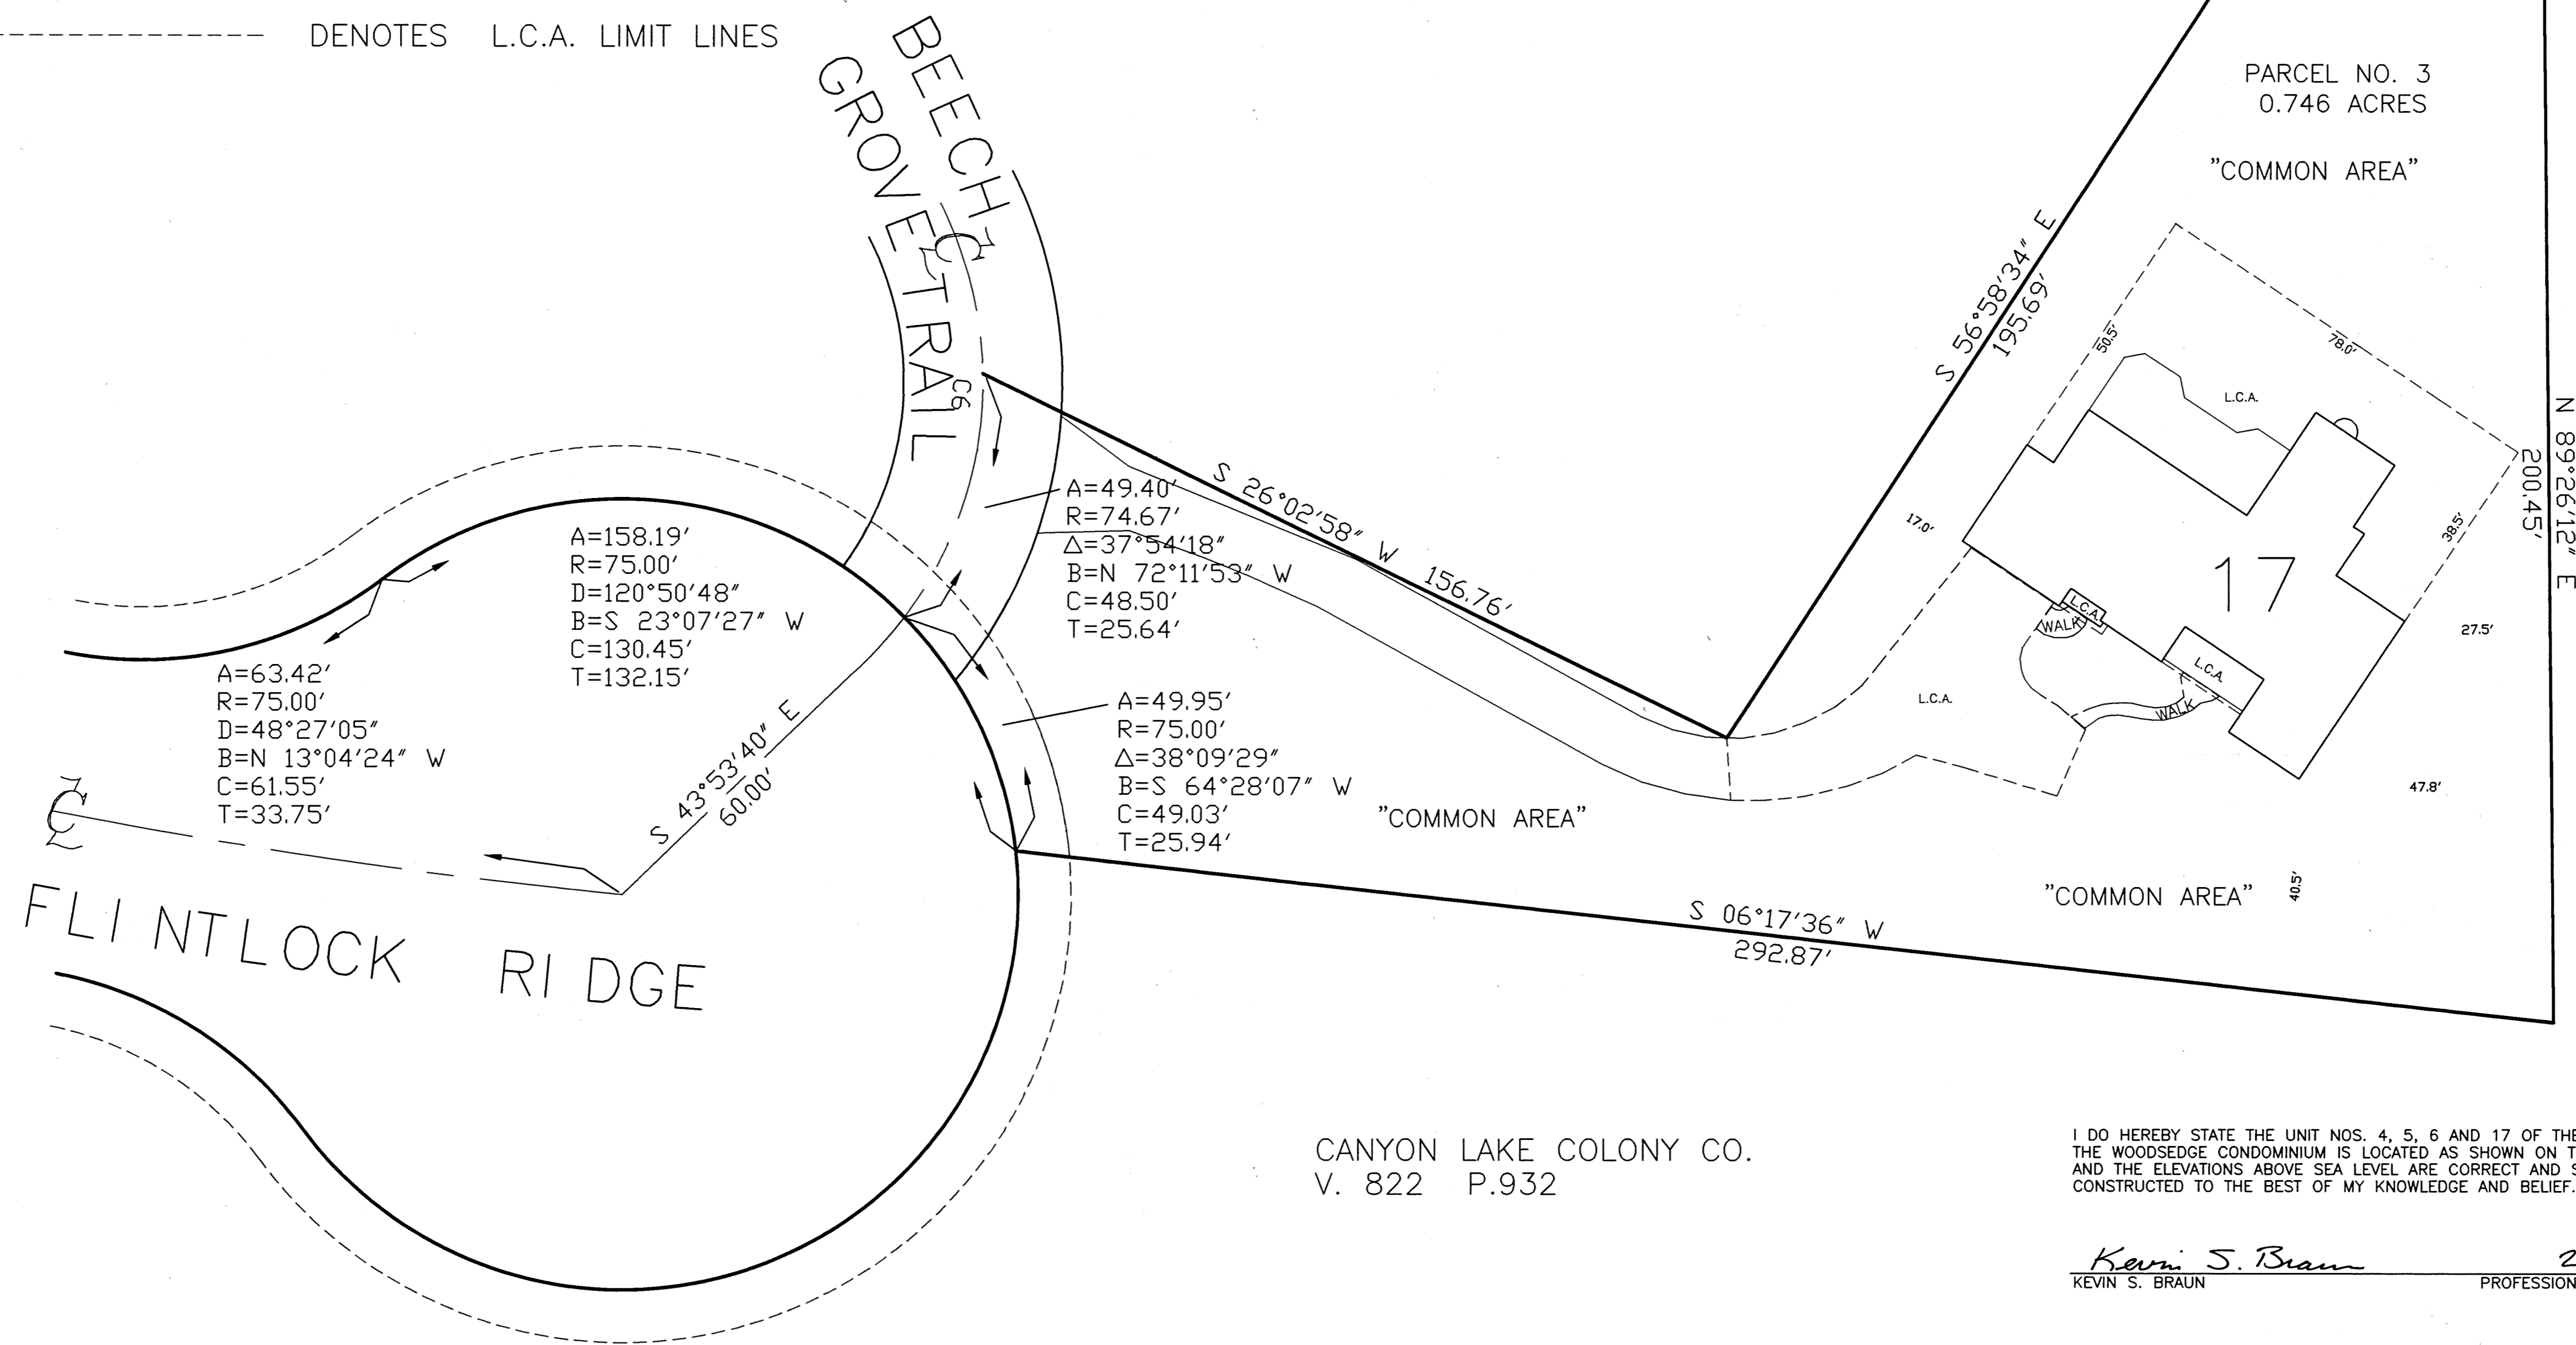 DENOTES L.C.A. LIMIT LINES
BEECH
GROVE TRAIL
C6
PARCEL NO. 3
0.746 ACRES
"COMMON AREA"
S 56°58'34" E
195.69'
50.5'
78.0'
L.C.A.
38.5'
N 89°26'12" E
200.45'
17.0'
17
27.5'
L.C.A.
WALK
L.C.A.
WALK
L.C.A.
47.8'
40.5'
A=49.40'
R=74.67'
Δ=37°54'18"
B=N 72°11'53" W
C=48.50'
T=25.64'
S 26°02'58" W 156.76'
A=158.19'
R=75.00'
D=120°50'48"
B=S 23°07'27" W
C=130.45'
T=132.15'
A=63.42'
R=75.00'
D=48°27'05"
B=N 13°04'24" W
C=61.55'
T=33.75'
S 43°53'40" E
60.00'
A=49.95'
R=75.00'
Δ=38°09'29"
B=S 64°28'07" W
C=49.03'
T=25.94'
"COMMON AREA"
"COMMON AREA"
S 06°17'36" W
292.87'
FLINTLOCK RIDGE
CANYON LAKE COLONY CO.
V. 822 P.932
I DO HEREBY STATE THE UNIT NOS. 4, 5, 6 AND 17 OF THE
THE WOODSEDGE CONDOMINIUM IS LOCATED AS SHOWN ON
AND THE ELEVATIONS ABOVE SEA LEVEL ARE CORRECT AND
CONSTRUCTED TO THE BEST OF MY KNOWLEDGE AND BELIEF.
Kevin S. Braun
KEVIN S. BRAUN